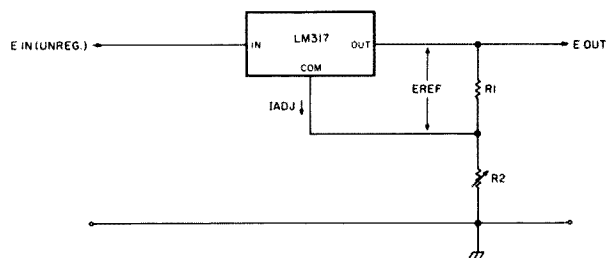 E IN (UNREG.)
IN
LM317
OUT
COM
E OUT
IADJ
EREF
R1
R2